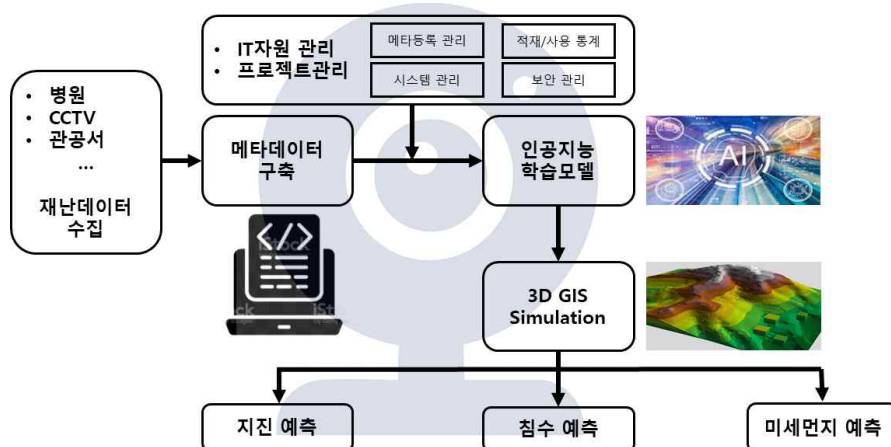 • IT자원 관리
• 프로젝트관리
메타등록 관리
적재/사용 통계
시스템 관리
보안 관리
• 병원
• CCTV
• 관공서
...
재난데이터
수집
메타데이터
구축
인공지능
학습모델
AI
iStock
iStock
3D GIS
Simulation
지진 예측
침수 예측
미세먼지 예측